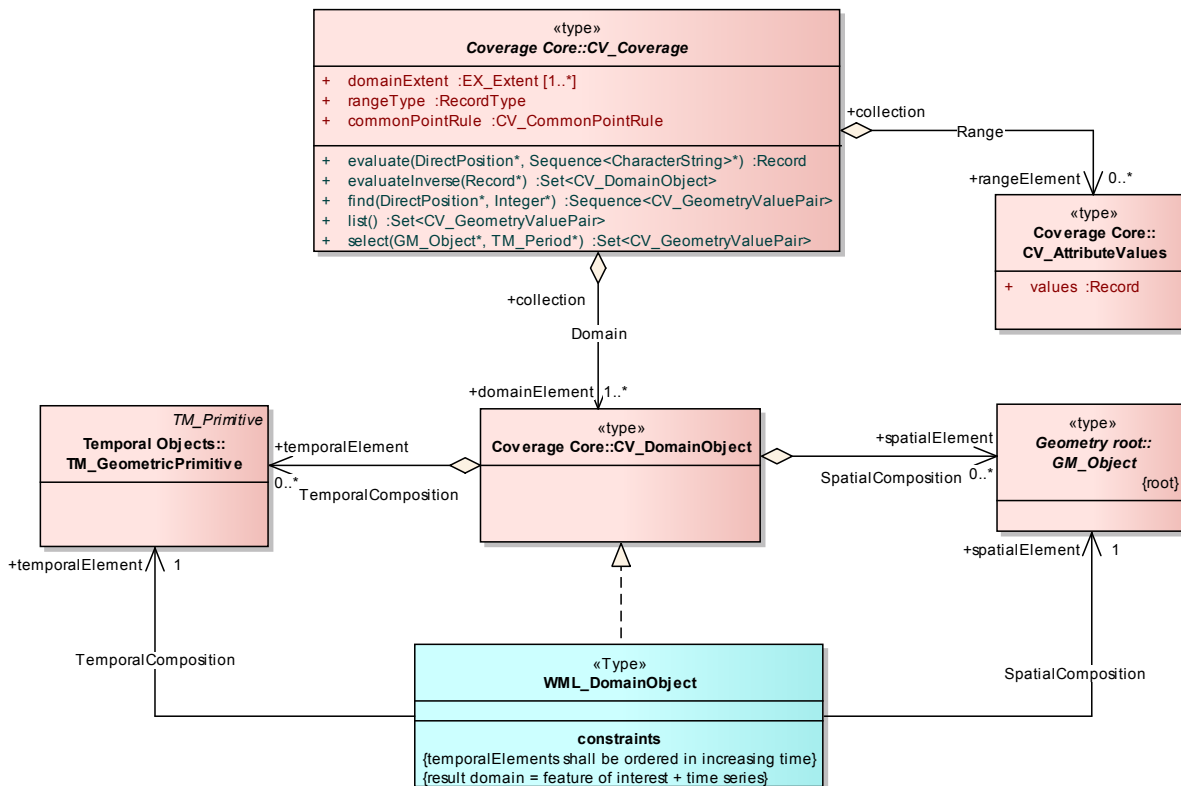 «type»
Coverage Core::CV_Coverage
+ domainExtent :EX_Extent [1..*]
+ rangeType :RecordType
+ commonPointRule :CV_CommonPointRule
+ evaluate(DirectPosition*, Sequence<CharacterString>*) :Record
+ evaluateInverse(Record*) :Set<CV_DomainObject>
+ find(DirectPosition*, Integer*) :Sequence<CV_GeometryValuePair>
+ list() :Set<CV_GeometryValuePair>
+ select(GM_Object*, TM_Period*) :Set<CV_GeometryValuePair>
+collection
Range
+rangeElement 0..*
«type»
Coverage Core::
CV_AttributeValues
+ values :Record
+collection
Domain
+domainElement 1..*
TM_Primitive
Temporal Objects::
TM_GeometricPrimitive
+temporalElement
0..*
TemporalComposition
«type»
Coverage Core::CV_DomainObject
+spatialElement
SpatialComposition 0..*
«type»
Geometry root::
GM_Object
{root}
+temporalElement 1
TemporalComposition
+spatialElement 1
SpatialComposition
«Type»
WML_DomainObject
constraints
{temporalElements shall be ordered in increasing time}
{result domain = feature of interest + time series}